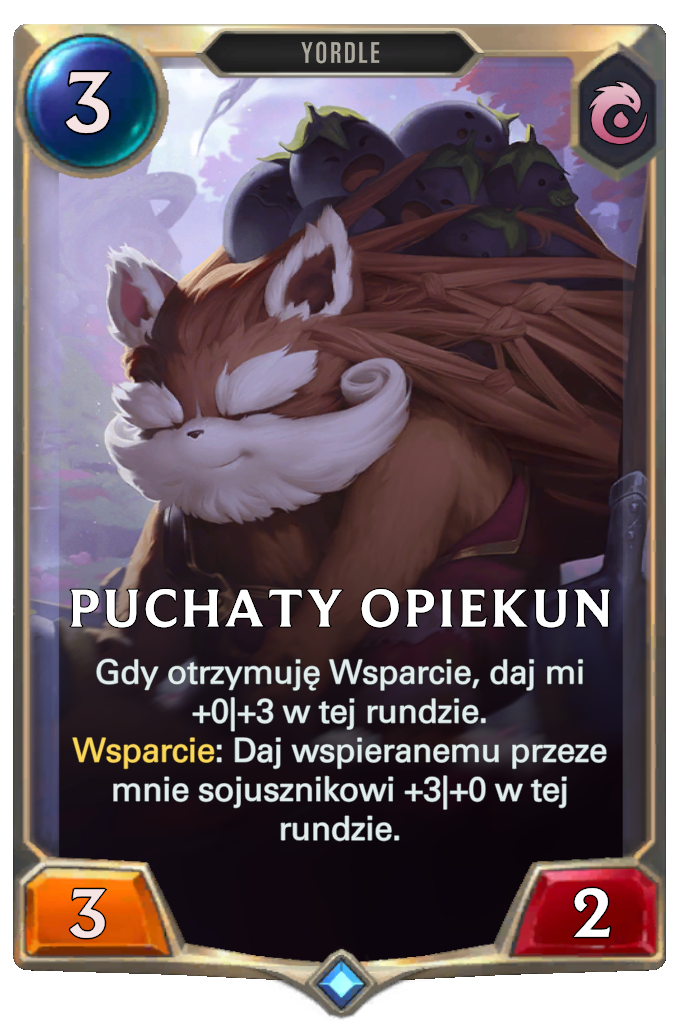 YORDLE
3
PUCHATY OPIEKUN
Gdy otrzymuję Wsparcie, daj mi
+0|+3 w tej rundzie.
Wsparcie: Daj wspieranemu przeze
mnie sojusznikowi +3|+0 w tej
rundzie.
3
2